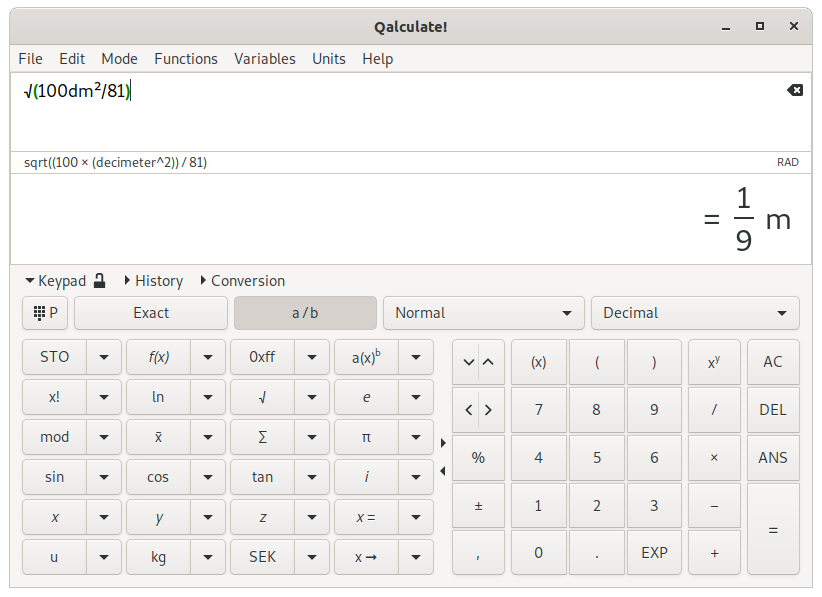 Qalculate!
File Edit Mode Functions Variables Units Help
√(100dm²/81)
sqrt((100 × (decimeter^2)) / 81) RAD
= 1/9 m
Keypad History Conversion
P Exact a / b Normal Decimal
STO f(x) 0xff a(x)ᵇ (x) ( ) xʸ AC
x! ln √ e 7 8 9 / DEL
mod x̄ ∑ π % 4 5 6 × ANS
sin cos tan i ± 1 2 3 − =
x y z x = , 0 . EXP +
u kg SEK x→